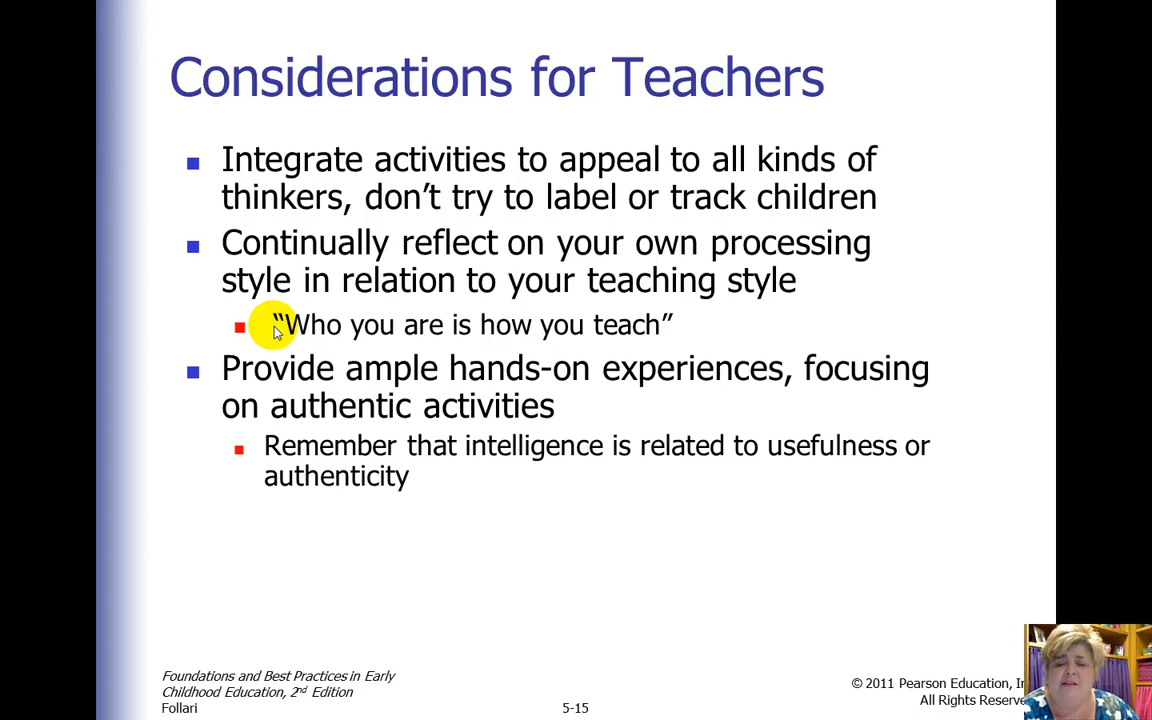 Considerations for Teachers
Integrate activities to appeal to all kinds of
thinkers, don’t try to label or track children
Continually reflect on your own processing
style in relation to your teaching style
“Who you are is how you teach”
Provide ample hands-on experiences, focusing
on authentic activities
Remember that intelligence is related to usefulness or
authenticity
Foundations and Best Practices in Early
Childhood Education, 2nd Edition
Follari
5-15
© 2011 Pearson Education,
All Rights